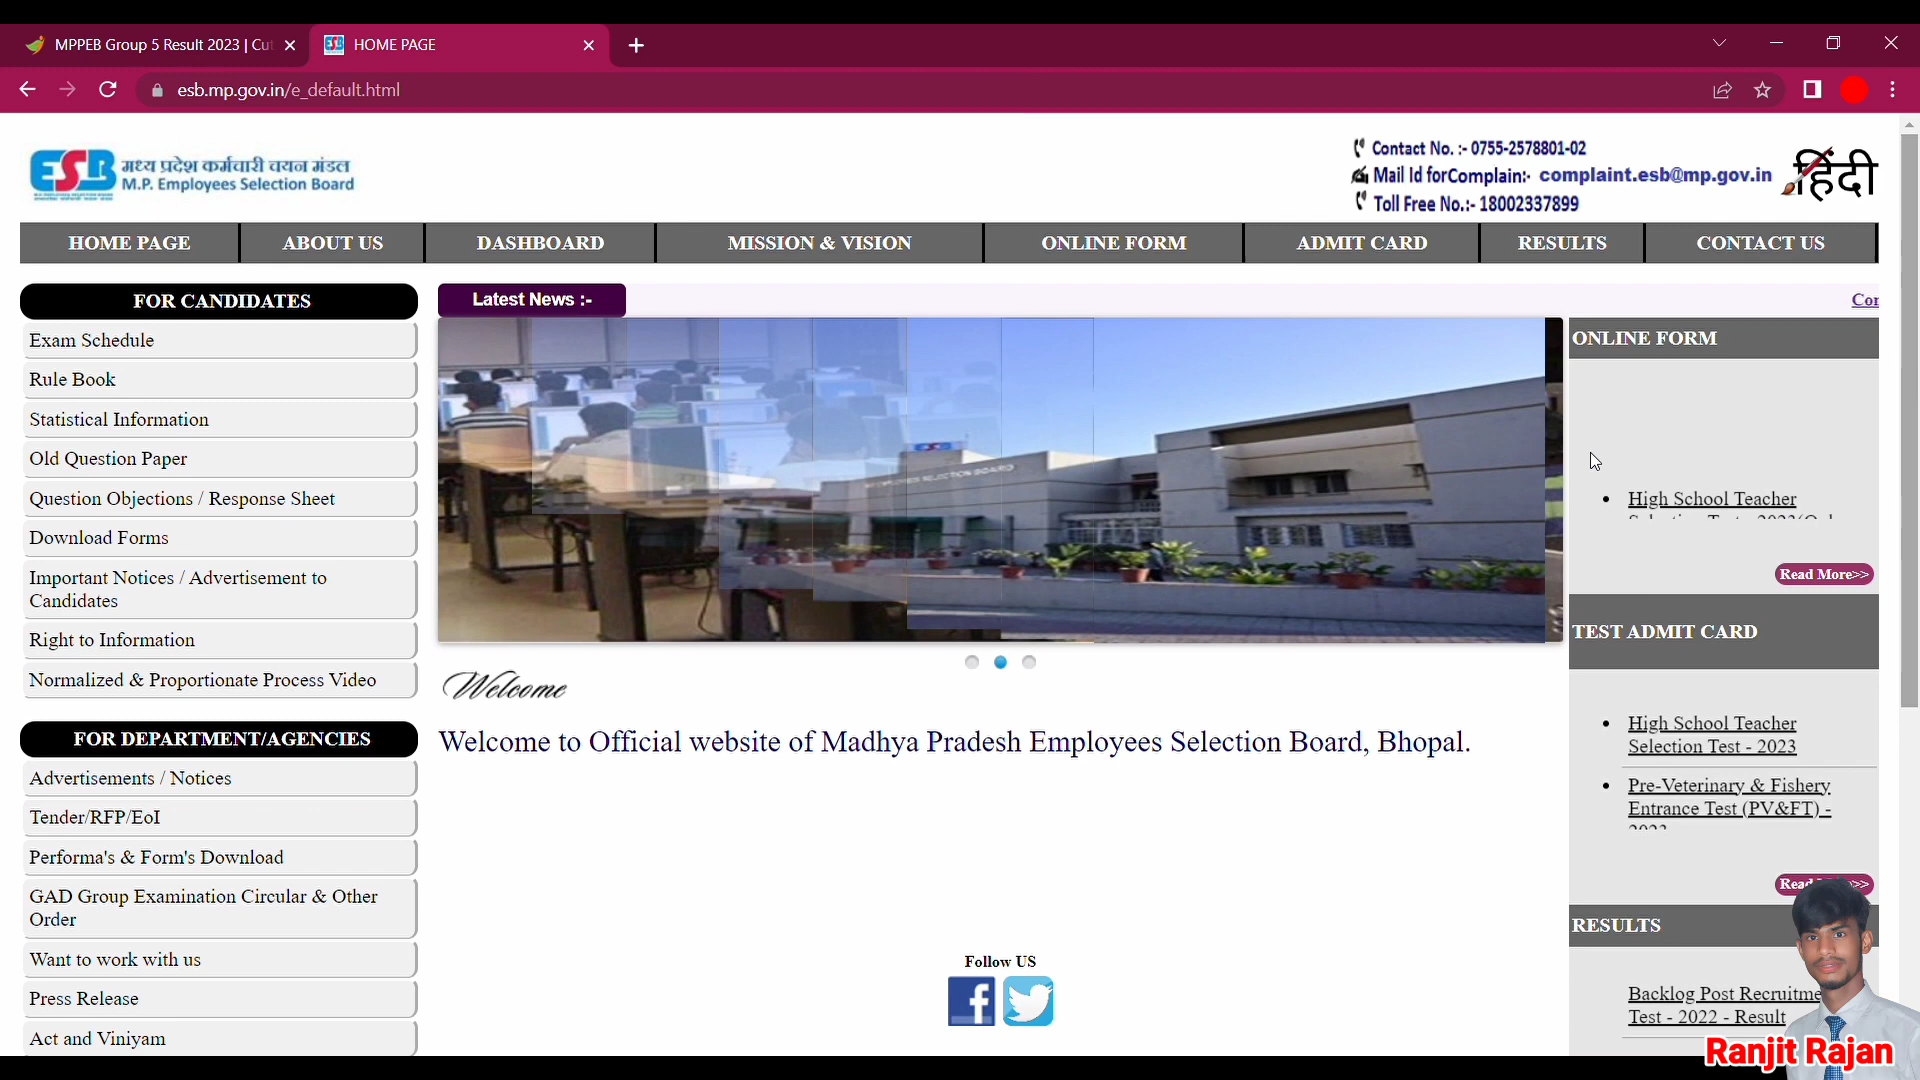 MPPEB Group 5 Result 2023 | Cut
HOME PAGE
esb.mp.gov.in/e_default.html
ESB
मध्य प्रदेश कर्मचारी चयन मंडल
M.P. Employees Selection Board
Contact No. :- 0755-2578801-02
Mail Id forComplain:- complaint.esb@mp.gov.in
Toll Free No.:- 18002337899
हिंदी
HOME PAGE
ABOUT US
DASHBOARD
MISSION & VISION
ONLINE FORM
ADMIT CARD
RESULTS
CONTACT US
FOR CANDIDATES
Exam Schedule
Rule Book
Statistical Information
Old Question Paper
Question Objections / Response Sheet
Download Forms
Important Notices / Advertisement to
Candidates
Right to Information
Normalized & Proportionate Process Video
FOR DEPARTMENT/AGENCIES
Advertisements / Notices
Tender/RFP/EoI
Performa's & Form's Download
GAD Group Examination Circular & Other
Order
Want to work with us
Press Release
Act and Viniyam
Latest News :-
Welcome
Welcome to Official website of Madhya Pradesh Employees Selection Board, Bhopal.
Follow US
ONLINE FORM
High School Teacher
Read More>>
TEST ADMIT CARD
High School Teacher
Selection Test - 2023
Pre-Veterinary & Fishery
Entrance Test (PV&FT) -
2023
RESULTS
Backlog Post Recruitme
Test - 2022 - Result
Ranjit Rajan